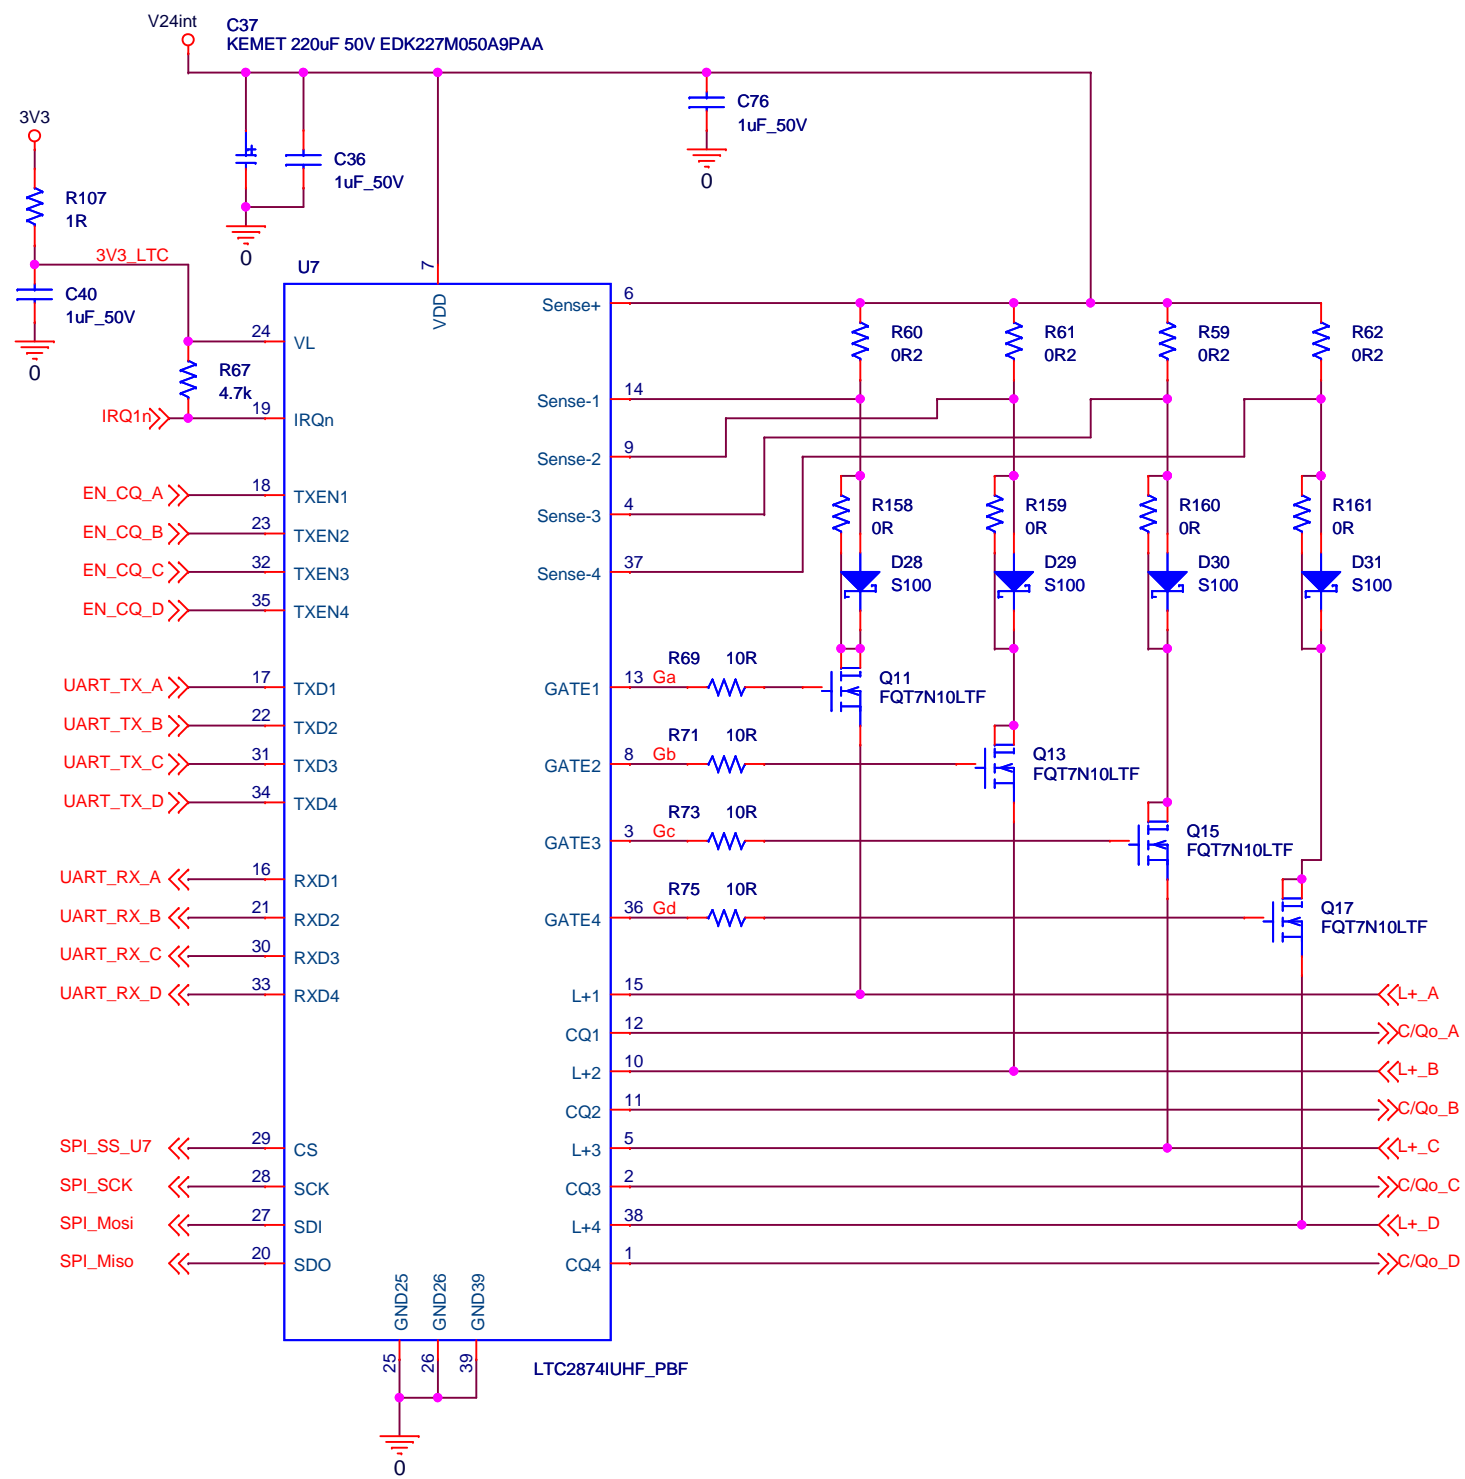 V24int
C37
KEMET 220uF 50V EDK227M050A9PAA
3V3
C76
1uF_50V
C36
1uF_50V
0
R107
1R
0
3V3_LTC
U7
7
VDD
C40
1uF_50V
0
24
VL
R67
4.7k
IRQ1n
19
IRQn
EN_CQ_A
18
TXEN1
EN_CQ_B
23
TXEN2
EN_CQ_C
32
TXEN3
EN_CQ_D
35
TXEN4
UART_TX_A
17
TXD1
UART_TX_B
22
TXD2
UART_TX_C
31
TXD3
UART_TX_D
34
TXD4
UART_RX_A
16
RXD1
UART_RX_B
21
RXD2
UART_RX_C
30
RXD3
UART_RX_D
33
RXD4
SPI_SS_U7
29
CS
SPI_SCK
28
SCK
SPI_Mosi
27
SDI
SPI_Miso
20
SDO
GND25
GND26
GND39
25
26
39
0
LTC2874IUHF_PBF
Sense+
6
R60
0R2
R61
0R2
R59
0R2
R62
0R2
Sense-1
14
Sense-2
9
Sense-3
4
Sense-4
37
R158
0R
R159
0R
R160
0R
R161
0R
D28
S100
D29
S100
D30
S100
D31
S100
GATE1
13
Ga
R69
10R
Q11
FQT7N10LTF
GATE2
8
Gb
R71
10R
Q13
FQT7N10LTF
GATE3
3
Gc
R73
10R
Q15
FQT7N10LTF
GATE4
36
Gd
R75
10R
Q17
FQT7N10LTF
L+1
15
L+_A
CQ1
12
C/Qo_A
L+2
10
L+_B
CQ2
11
C/Qo_B
L+3
5
L+_C
CQ3
2
C/Qo_C
L+4
38
L+_D
CQ4
1
C/Qo_D